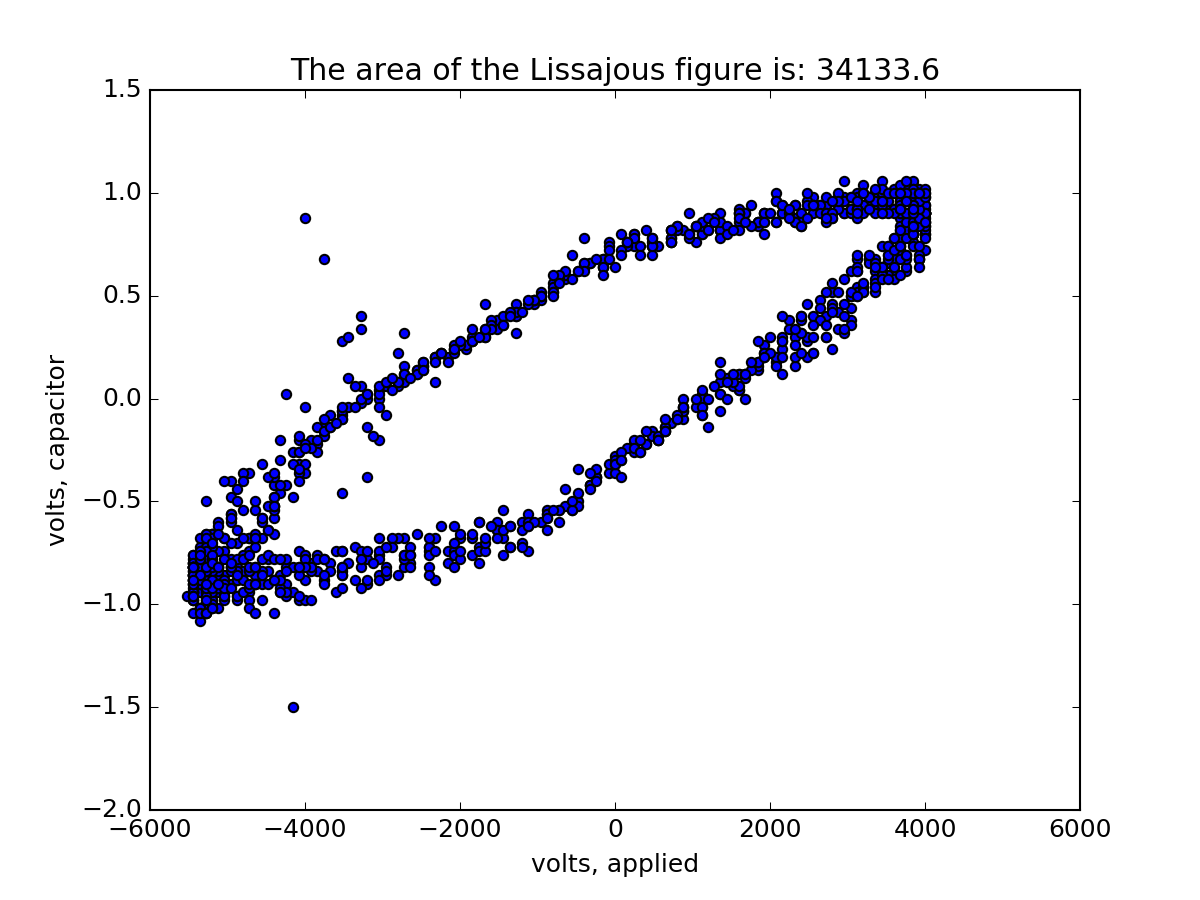 The area of the Lissajous figure is: 34133.6
1.5
1.0
0.5
0.0
−0.5
−1.0
−1.5
−2.0
volts, capacitor
−6000 −4000 −2000 0 2000 4000 6000
volts, applied